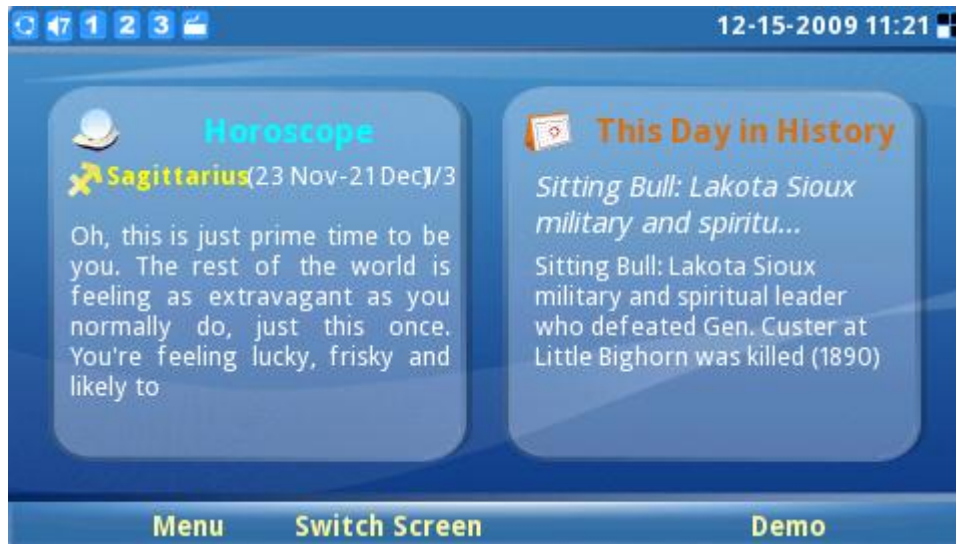 7 1 2 3
12-15-2009 11:21
Horoscope
Sagittarius(23 Nov-21Dec)1/3
Oh, this is just prime time to be
you. The rest of the world is
feeling as extravagant as you
normally do, just this once.
You're feeling lucky, frisky and
likely to
This Day in History
Sitting Bull: Lakota Sioux
military and spiritu...
Sitting Bull: Lakota Sioux
military and spiritual leader
who defeated Gen. Custer at
Little Bighorn was killed (1890)
Menu Switch Screen Demo